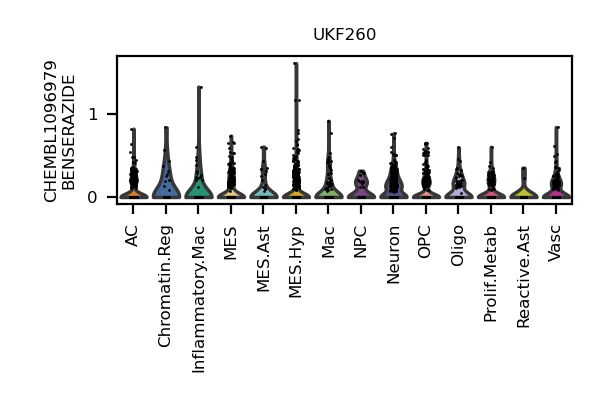 UKF260
CHEMBL1096979
BENSERAZIDE
1
0
AC
Chromatin.Reg
Inflammatory.Mac
MES
MES.Ast
MES.Hyp
Mac
NPC
Neuron
OPC
Oligo
Prolif.Metab
Reactive.Ast
Vasc